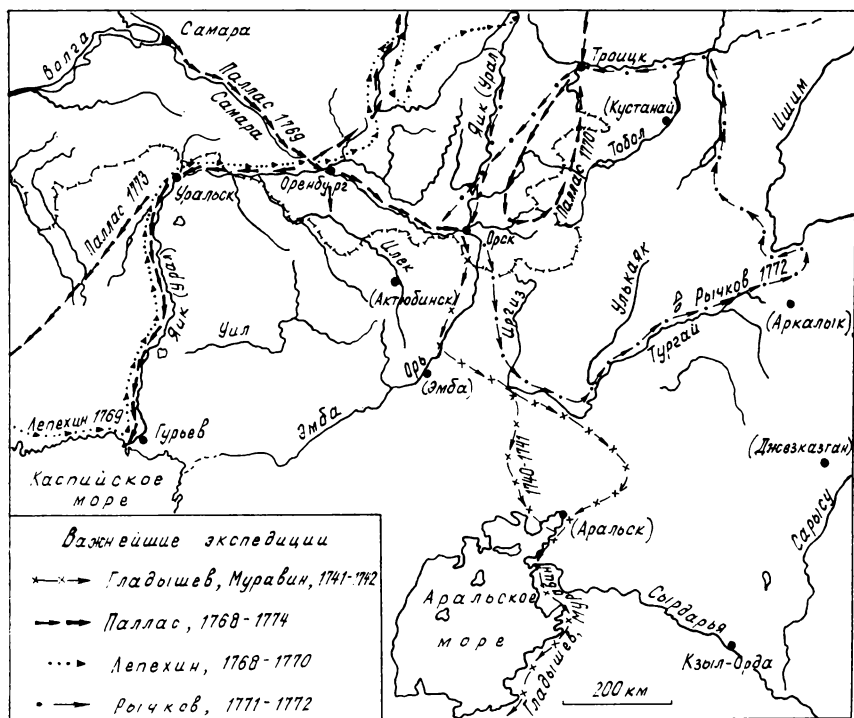 Самара
Волга
Паллас 1769
Самара
Яик (Урал)
Троицк
(Кустанай)
Тобол
Ишим
Паллас 1770
Паллас 1773
Уральск
Оренбург
Орск
Илек
(Актюбинск)
Иргиз
Улькаяк
Рычков 1772
Тургай
(Аркалык)
Яик (Урал)
Уил
Орь
(Эмба)
Эмба
Лепехин 1769
Гурьев
Каспийское
море
1740-1741
(Джезказган)
(Аральск)
Сарысу
Аральское
море
Сырдарья
Кзыл-Орда
Гладышев, Муравин
200 км
Важнейшие экспедиции
Гладышев, Муравин, 1741-1742
Паллас, 1768-1774
Лепехин, 1768-1770
Рычков, 1771-1772